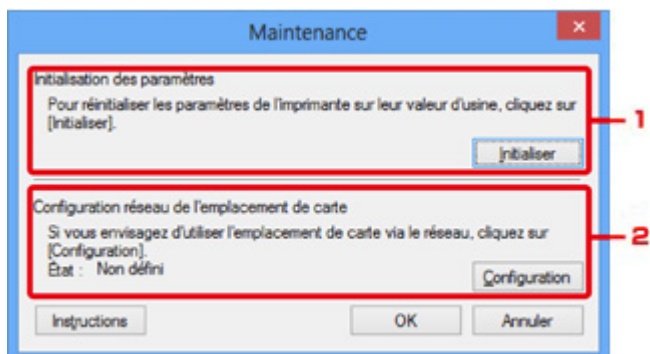 Maintenance
Initialisation des paramètres
Pour réinitialiser les paramètres de l'imprimante sur leur valeur d'usine, cliquez sur
[Initialiser].
1
Initialiser
Configuration réseau de l'emplacement de carte
Si vous envisagez d'utiliser l'emplacement de carte via le réseau, cliquez sur
[Configuration].
2
État : Non défini
Configuration
Instructions OK Annuler